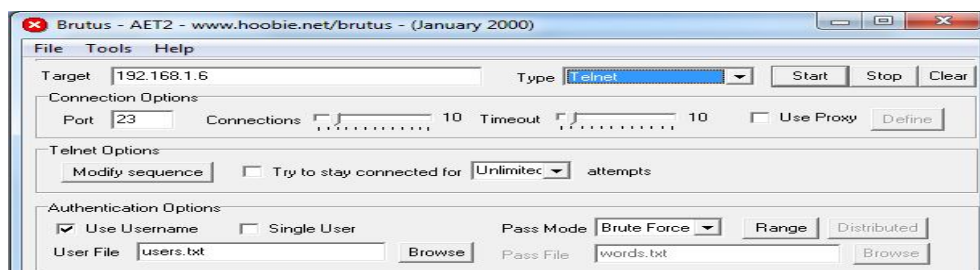 Brutus - AET2 - www.hoobie.net/brutus - (January 2000)
File Tools Help
Target 192.168.1.6 Type Telnet Start Stop Clear
Connection Options
Port 23 Connections 10 Timeout 10 Use Proxy Define
Telnet Options
Modify sequence Try to stay connected for Unlimitec attempts
Authentication Options
Use Username Single User Pass Mode Brute Force Range Distributed
User File users.txt Browse Pass File words.txt Browse